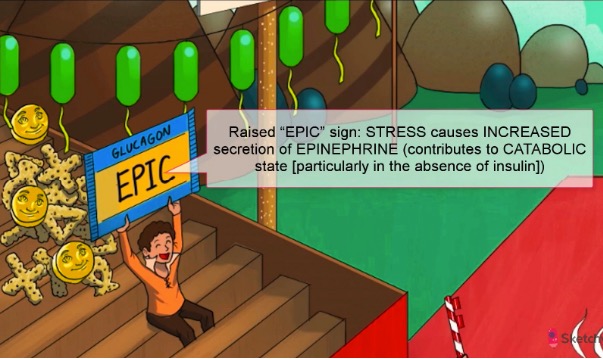 GLUCAGON
EPIC
Raised “EPIC” sign: STRESS causes INCREASED
secretion of EPINEPHRINE (contributes to CATABOLIC
state [particularly in the absence of insulin])
Sketch